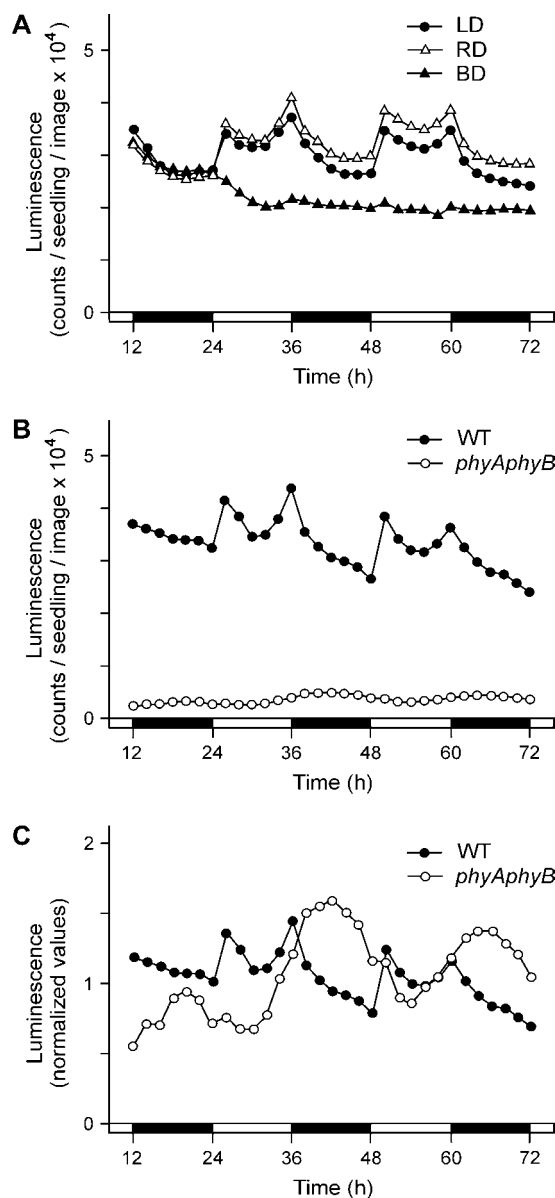 A
LD
RD
BD
5
0
Luminescence
(counts / seedling / image x 10⁴)
12 24 36 48 60 72
Time (h)
B
WT
phyAphyB
5
0
Luminescence
(counts / seedling / image x 10⁴)
12 24 36 48 60 72
Time (h)
C
WT
phyAphyB
2
1
0
Luminescence
(normalized values)
12 24 36 48 60 72
Time (h)